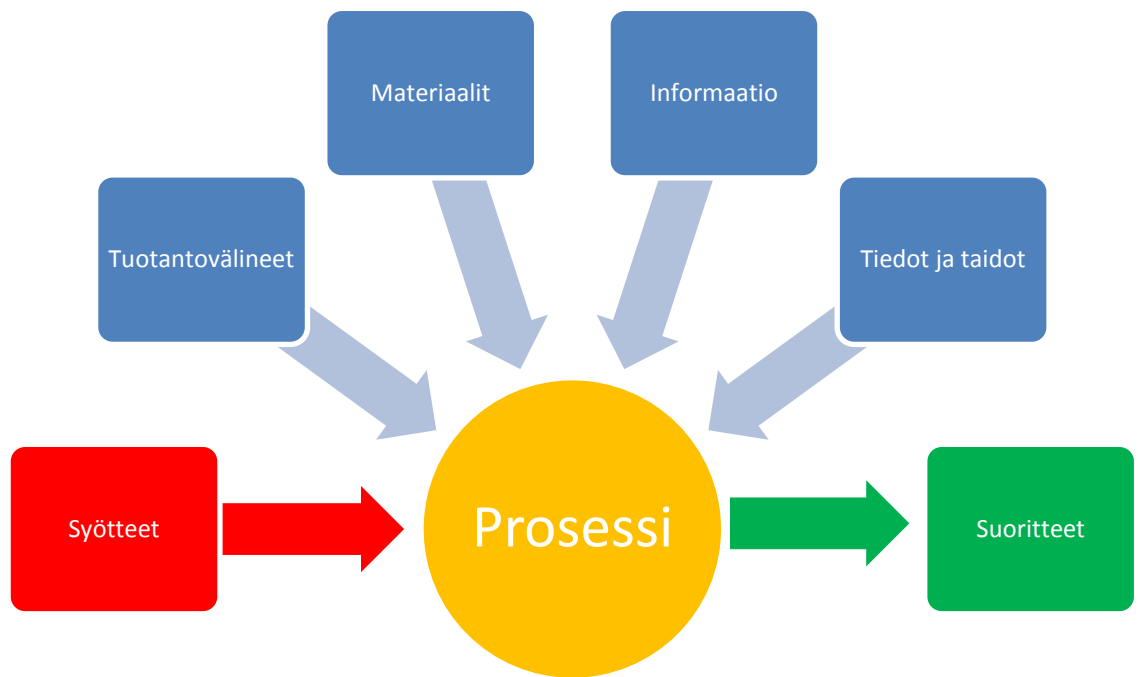 Materiaalit
Informaatio
Tuotantovälineet
Tiedot ja taidot
Syötteet
Prosessi
Suoritteet